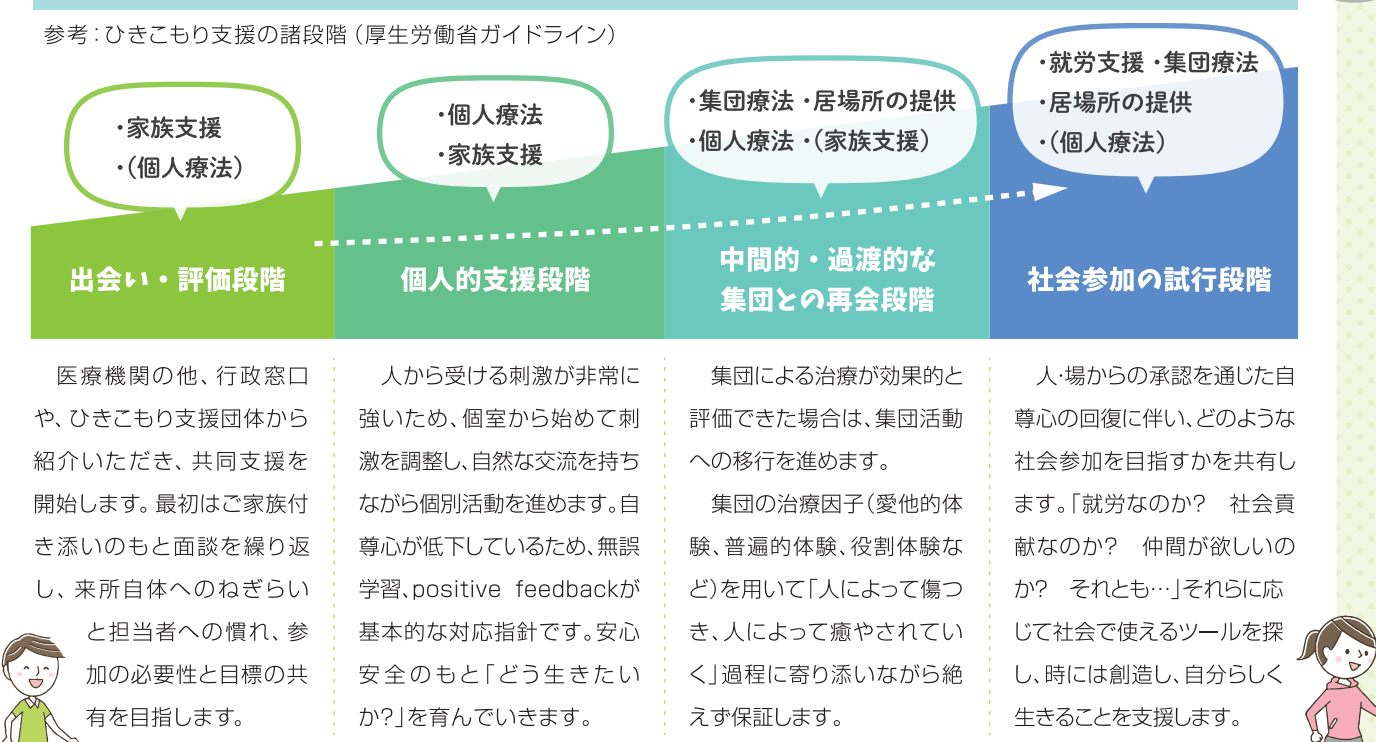 参考：ひきこもり支援の諸段階（厚生労働省ガイドライン）
・家族支援
・（個人療法）
・個人療法
・家族支援
・集団療法 ・居場所の提供
・個人療法 ・（家族支援）
・就労支援 ・集団療法
・居場所の提供
・（個人療法）
出会い・評価段階
個人的支援段階
中間的・過渡的な
集団との再会段階
社会参加の試行段階
医療機関の他、行政窓口
や、ひきこもり支援団体から
紹介いただき、共同支援を
開始します。最初はご家族付
き添いのもと面談を繰り返
し、来所自体へのねぎらい
と担当者への慣れ、参
加の必要性と目標の共
有を目指します。
人から受ける刺激が非常に
強いため、個室から始めて刺
激を調整し、自然な交流を持ち
ながら個別活動を進めます。自
尊心が低下しているため、無誤
学習、positive feedbackが
基本的な対応指針です。安心
安全のもと「どう生きたい
か?」を育んでいきます。
集団による治療が効果的と
評価できた場合は、集団活動
への移行を進めます。
集団の治療因子（愛他的体
験、普遍的体験、役割体験な
ど）を用いて「人によって傷つ
き、人によって癒やされてい
く」過程に寄り添いながら絶
えず保証します。
人・場からの承認を通じた自
尊心の回復に伴い、どのような
社会参加を目指すかを共有し
ます。「就労なのか?　社会貢
献なのか?　仲間が欲しいの
か?　それとも…」それらに応
じて社会で使えるツールを探
し、時には創造し、自分らしく
生きることを支援します。